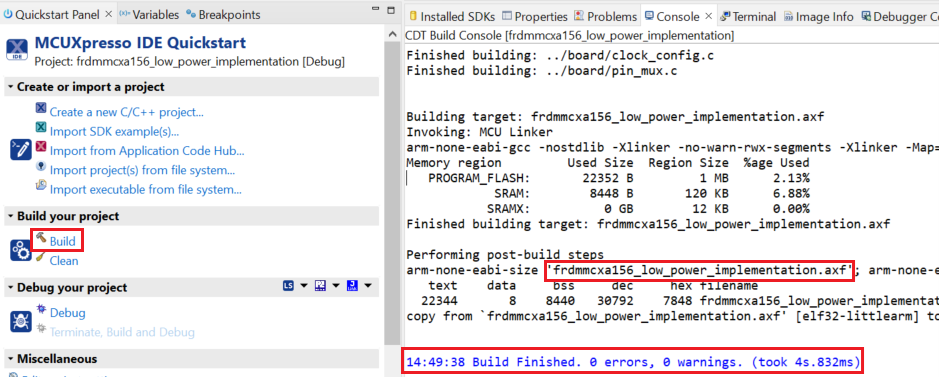 Quickstart Panel
Variables
Breakpoints
IDE
MCUXpresso IDE Quickstart
Project: frdmmcxa156_low_power_implementation [Debug]
Create or import a project
Create a new C/C++ project...
Import SDK example(s)...
Import from Application Code Hub...
Import project(s) from file system...
Import executable from file system...
Build your project
Build
Clean
Debug your project
LS
Debug
Terminate, Build and Debug
Miscellaneous
Installed SDKs
Properties
Problems
Console
Terminal
Image Info
Debugger Co
CDT Build Console [frdmmcxa156_low_power_implementation]
Finished building: ../board/clock_config.c
Finished building: ../board/pin_mux.c
Building target: frdmmcxa156_low_power_implementation.axf
Invoking: MCU Linker
arm-none-eabi-gcc -nostdlib -Xlinker -no-warn-rwx-segments -Xlinker -Map=
Memory region Used Size Region Size %age Used
PROGRAM_FLASH: 22352 B 1 MB 2.13%
SRAM: 8448 B 120 KB 6.88%
SRAMX: 0 GB 12 KB 0.00%
Finished building target: frdmmcxa156_low_power_implementation.axf
Performing post-build steps
arm-none-eabi-size 'frdmmcxa156_low_power_implementation.axf'; arm-none-e
text data bss dec hex filename
22344 8 8440 30792 7848 frdmmcxa156_low_power_implementat
copy from `frdmmcxa156_low_power_implementation.axf' [elf32-littlearm] to
14:49:38 Build Finished. 0 errors, 0 warnings. (took 4s.832ms)